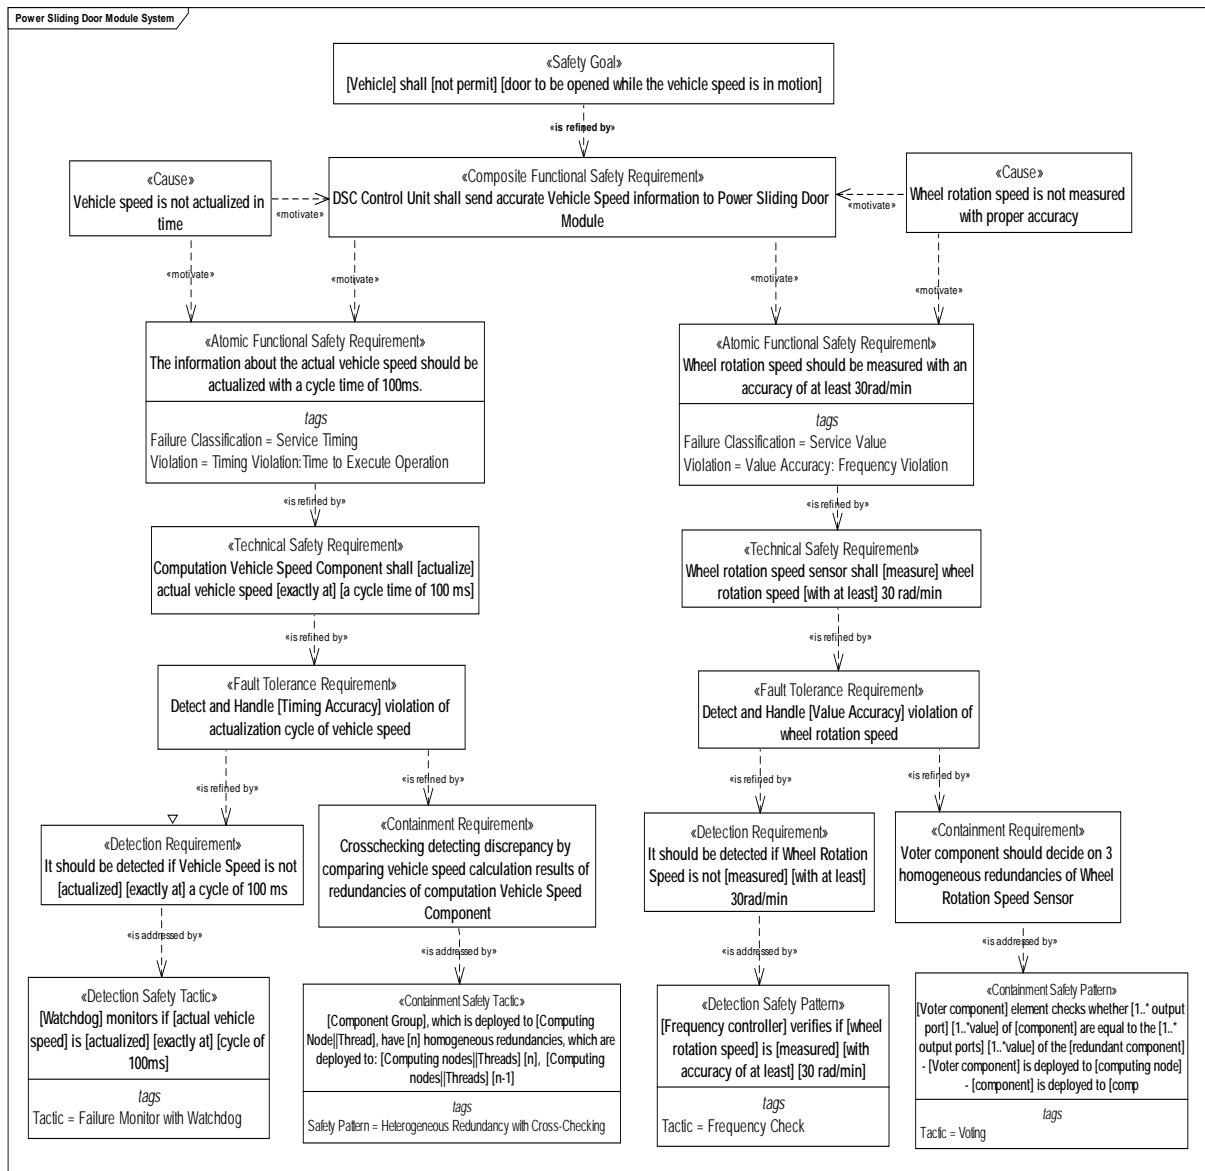 Power Sliding Door Module System
«Safety Goal»
[Vehicle] shall [not permit] [door to be opened while the vehicle speed is in motion]
«is refined by»
«Cause»
Vehicle speed is not actualized in
time
«motivate»
«Composite Functional Safety Requirement»
DSC Control Unit shall send accurate Vehicle Speed information to Power Sliding Door
Module
«motivate»
«Cause»
Wheel rotation speed is not measured
with proper accuracy
«motivate»
«motivate»
«motivate»
«motivate»
«Atomic Functional Safety Requirement»
The information about the actual vehicle speed should be
actualized with a cycle time of 100ms.
tags
Failure Classification = Service Timing
Violation = Timing Violation:Time to Execute Operation
«Atomic Functional Safety Requirement»
Wheel rotation speed should be measured with an
accuracy of at least 30rad/min
tags
Failure Classification = Service Value
Violation = Value Accuracy: Frequency Violation
«is refined by»
«is refined by»
«Technical Safety Requirement»
Computation Vehicle Speed Component shall [actualize]
actual vehicle speed [exactly at] [a cycle time of 100 ms]
«Technical Safety Requirement»
Wheel rotation speed sensor shall [measure] wheel
rotation speed [with at least] 30 rad/min
«is refined by»
«is refined by»
«Fault Tolerance Requirement»
Detect and Handle [Timing Accuracy] violation of
actualization cycle of vehicle speed
«Fault Tolerance Requirement»
Detect and Handle [Value Accuracy] violation of
wheel rotation speed
«is refined by»
«is refined by»
«is refined by»
«is refined by»
«Detection Requirement»
It should be detected if Vehicle Speed is not
[actualized] [exactly at] a cycle of 100 ms
«Containment Requirement»
Crosschecking detecting discrepancy by
comparing vehicle speed calculation results of
redundancies of computation Vehicle Speed
Component
«Detection Requirement»
It should be detected if Wheel Rotation
Speed is not [measured] [with at least]
30rad/min
«Containment Requirement»
Voter component should decide on 3
homogeneous redundancies of Wheel
Rotation Speed Sensor
«is addressed by»
«is addressed by»
«is addressed by»
«is addressed by»
«Detection Safety Tactic»
[Watchdog] monitors if [actual vehicle
speed] is [actualized] [exactly at] [cycle of
100ms]
tags
Tactic = Failure Monitor with Watchdog
«Containment Safety Tactic»
[Component Group], which is deployed to [Computing
Node||Thread], have [n] homogeneous redundancies, which are
deployed to: [Computing nodes||Threads] [n], [Computing
nodes||Threads] [n-1]
tags
Safety Pattern = Heterogeneous Redundancy with Cross-Checking
«Detection Safety Pattern»
[Frequency controller] verifies if [wheel
rotation speed] is [measured] [with
accuracy of at least] [30 rad/min]
tags
Tactic = Frequency Check
«Containment Safety Pattern»
[Voter component] element checks whether [1..* output
port] [1..*value] of [component] are equal to the [1..*
output ports] [1..*value] of the [redundant component]
- [Voter component] is deployed to [computing node]
- [component] is deployed to [comp
tags
Tactic = Voting